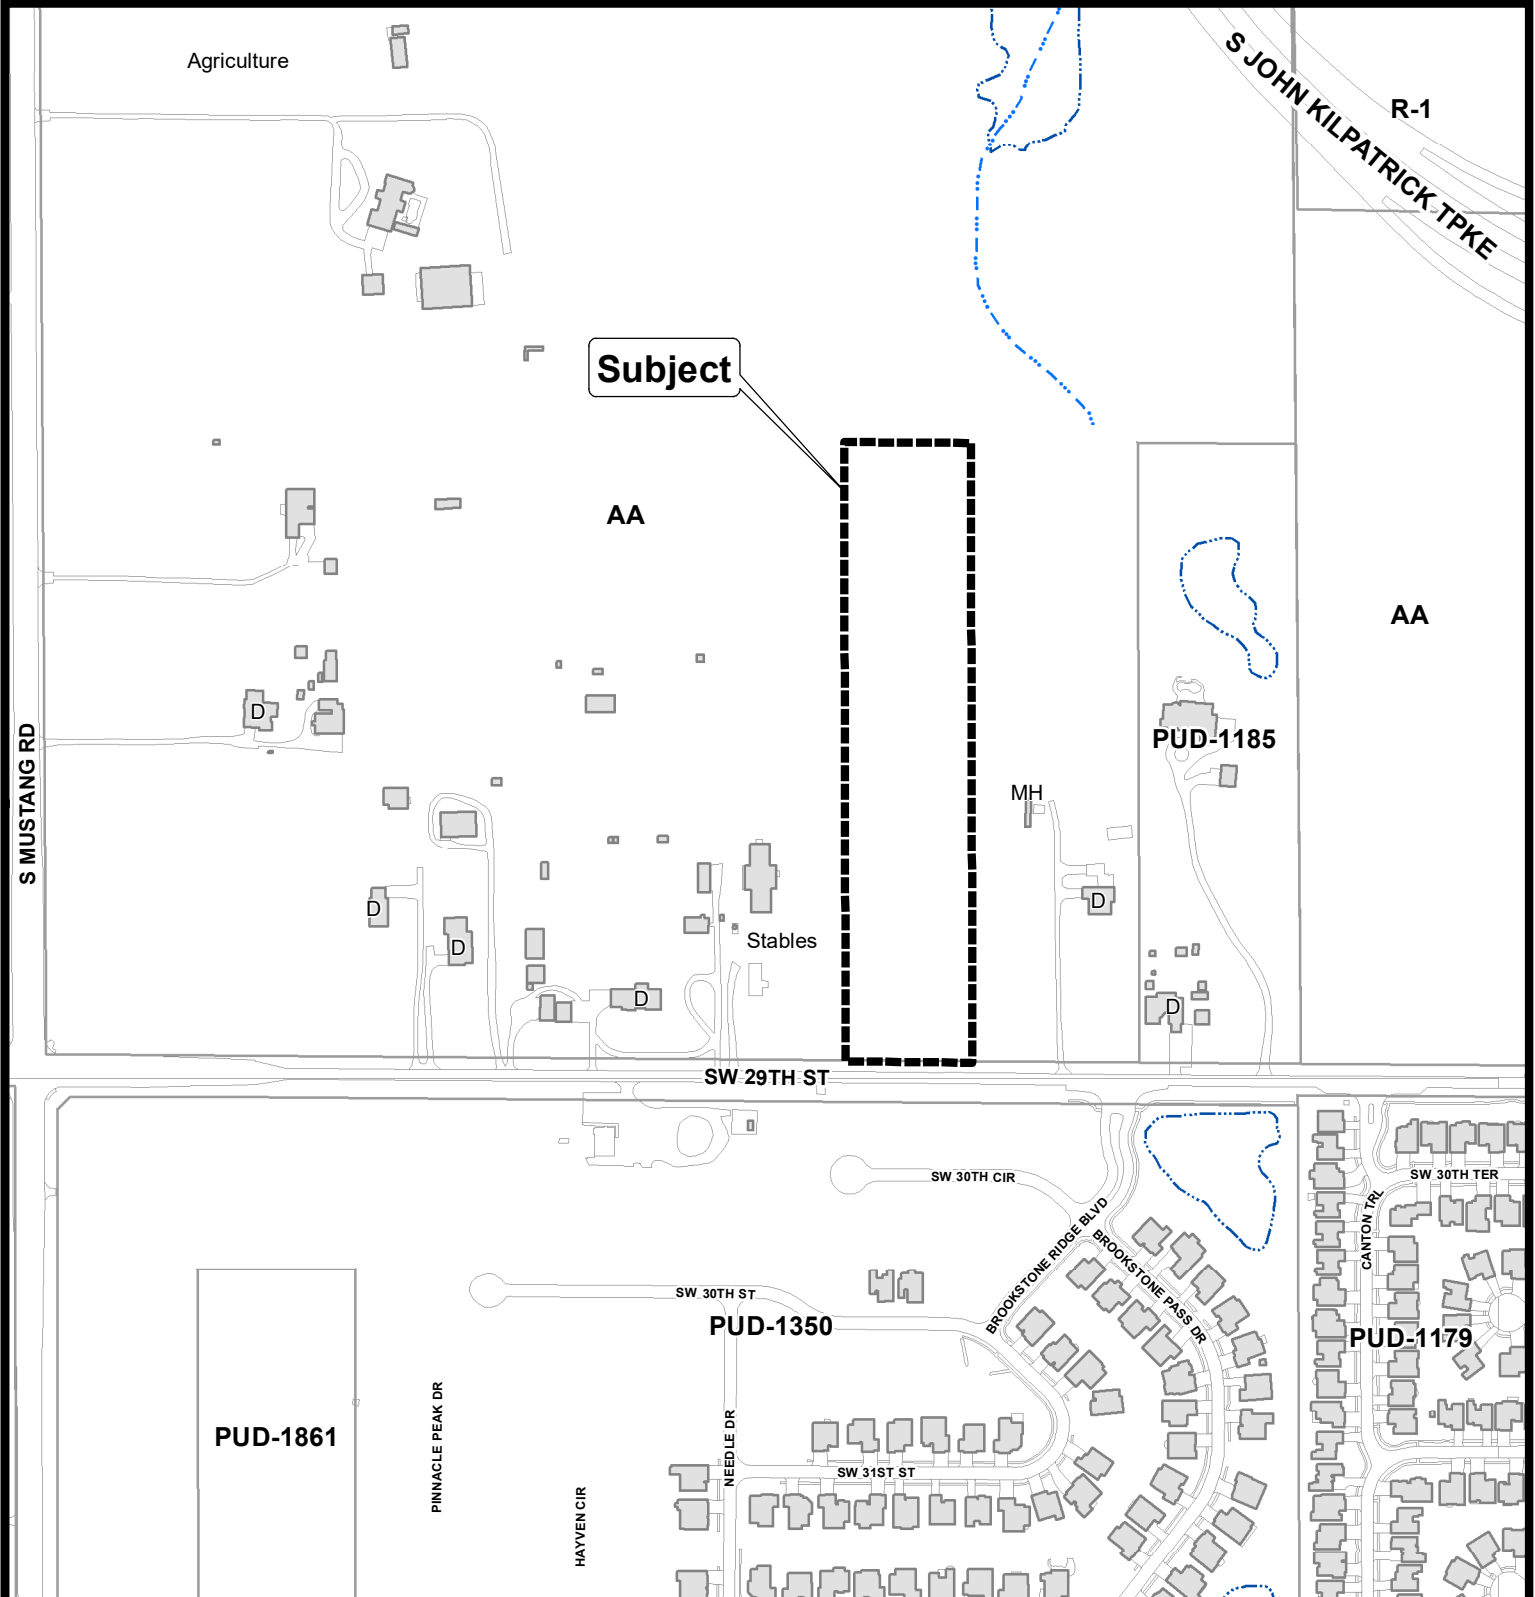 Agriculture
S JOHN KILPATRICK TPKE
R-1
Subject
AA
AA
D
S MUSTANG RD
PUD-1185
MH
D
D
D
Stables
D
D
SW 29TH ST
SW 30TH CIR
SW 30TH TER
CANTON TRL
BROOKSTONE RIDGE BLVD
BROOKSTONE PASS DR
SW 30TH ST
PUD-1350
PUD-1179
PUD-1861
PINNACLE PEAK DR
NEEDLE DR
SW 31ST ST
HAYVEN CIR